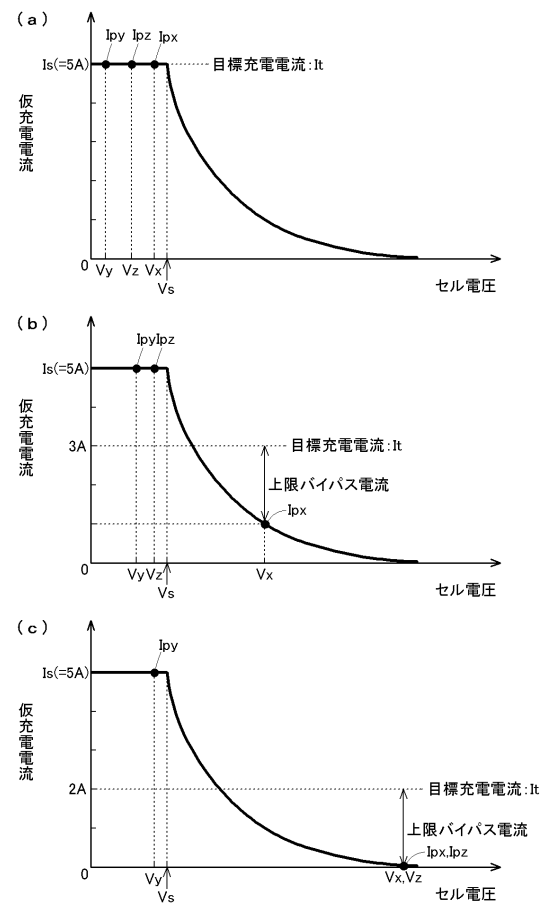 (a)
Ipy Ipz Ipx
Is(=5A)
目標充電電流:It
仮充電電流
0
Vy Vz Vx
Vs
セル電圧
(b)
IpyIpz
Is(=5A)
仮充電電流
3A
目標充電電流:It
上限バイパス電流
Ipx
0
Vy Vz Vx
Vs
セル電圧
(c)
Ipy
Is(=5A)
仮充電電流
2A
目標充電電流:It
上限バイパス電流
Ipx,Ipz
0
Vy Vx,Vz
Vs
セル電圧